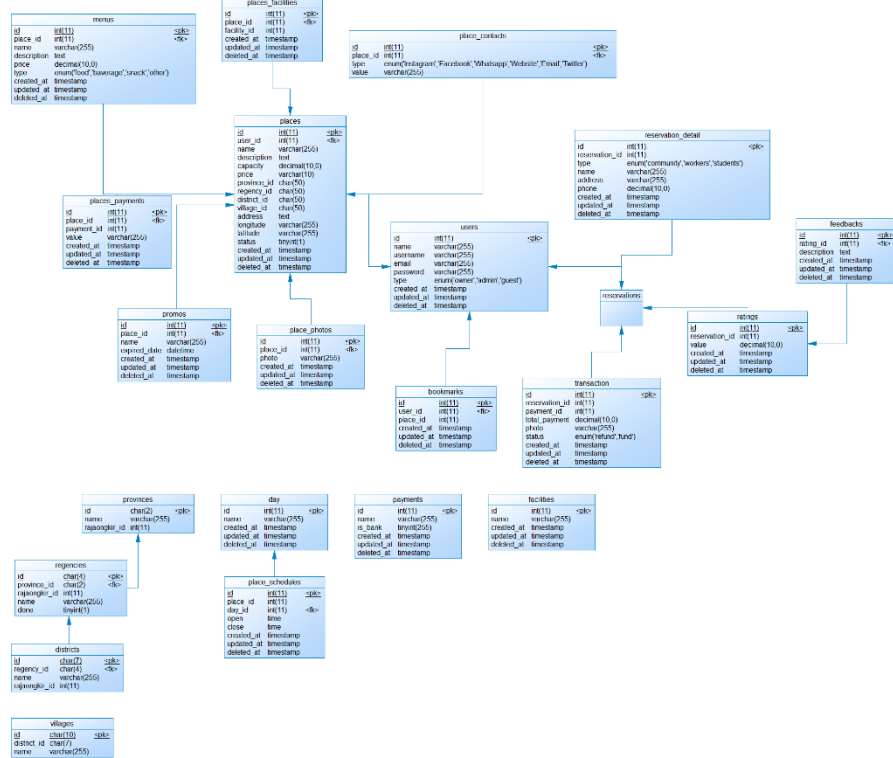 menus
id int(11) <pk>
place_id int(11) <fk>
name varchar(255)
description text
price decimal(10,0)
type enum('food','bavesage','snack','other')
created_at timestamp
updated_at timestamp
deleted_at timestamp
places_facilities
id int(11) <pk>
place_id int(11) <fk>
facility_id int(11)
created_at timestamp
updated_at timestamp
deleted_at timestamp
place_contacts
id int(11) <pk>
place_id int(11) <fk>
type enum('Instagram','Facebook','Whatsapp','Website','Email','Twitter')
value varchar(255)
places
id int(11) <pk>
user_id int(11) <fk>
name varchar(255)
description text
capacity decimal(10,0)
price varchar(10)
province_id char(50)
regency_id char(50)
district_id char(50)
village_id char(50)
address text
longitude varchar(255)
latitude varchar(255)
status tinyint(1)
created_at timestamp
updated_at timestamp
deleted_at timestamp
reservation_detail
id int(11) <pk>
reservation_id int(11)
type enum('community','workers','students')
name varchar(255)
address varchar(255)
phone decimal(10,0)
created_at timestamp
updated_at timestamp
deleted_at timestamp
places_payments
id int(11) <pk>
place_id int(11) <fk>
payment_id int(11)
value varchar(255)
created_at timestamp
updated_at timestamp
deleted_at timestamp
users
id int(11) <pk>
name varchar(255)
username varchar(255)
email varchar(255)
password varchar(255)
type enum('owner','admin','guest')
created_at timestamp
updated_at timestamp
deleted_at timestamp
feedbacks
id int(11) <pk>
rating_id int(11) <fk>
description text
created_at timestamp
updated_at timestamp
deleted_at timestamp
reservations
promos
id int(11) <pk>
place_id int(11) <fk>
name varchar(255)
expired_date datetime
created_at timestamp
updated_at timestamp
deleted_at timestamp
place_photos
id int(11) <pk>
place_id int(11) <fk>
photo varchar(255)
created_at timestamp
updated_at timestamp
deleted_at timestamp
ratings
id int(11) <pk>
reservation_id int(11)
value decimal(10,0)
created_at timestamp
updated_at timestamp
deleted_at timestamp
bookmarks
id int(11) <pk>
user_id int(11) <fk>
place_id int(11)
created_at timestamp
updated_at timestamp
deleted_at timestamp
transaction
id int(11) <pk>
reservation_id int(11)
payment_id int(11)
total_payment decimal(10,0)
photo varchar(255)
status enum('refund','fund')
created_at timestamp
updated_at timestamp
deleted_at timestamp
provinces
id char(2) <pk>
name varchar(255)
rajaongkir_id int(11)
day
id int(11) <pk>
name varchar(255)
created_at timestamp
updated_at timestamp
deleted_at timestamp
payments
id int(11) <pk>
name varchar(255)
is_bank tinyint(255)
created_at timestamp
updated_at timestamp
deleted_at timestamp
facilities
id int(11) <pk>
name varchar(255)
created_at timestamp
updated_at timestamp
deleted_at timestamp
regencies
id char(4) <pk>
province_id char(2) <fk>
rajaongkir_id int(11)
name varchar(255)
done tinyint(1)
place_schedules
id int(11) <pk>
place_id int(11)
day_id int(11) <fk>
open time
close time
created_at timestamp
updated_at timestamp
deleted_at timestamp
districts
id char(7) <pk>
regency_id char(4) <fk>
name varchar(255)
rajaongkir_id int(11)
villages
id char(10) <pk>
district_id char(7)
name varchar(255)